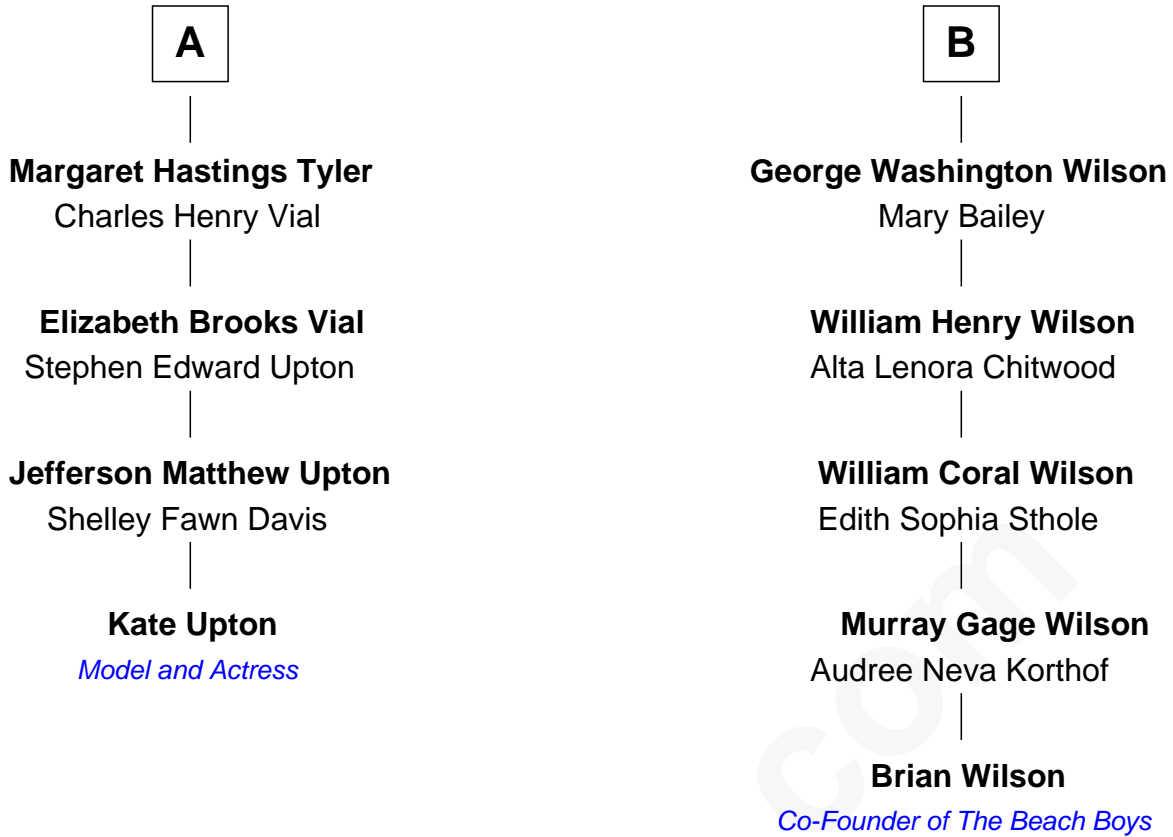 A
Margaret Hastings Tyler
Charles Henry Vial
Elizabeth Brooks Vial
Stephen Edward Upton
Jefferson Matthew Upton
Shelley Fawn Davis
Kate Upton
Model and Actress
B
George Washington Wilson
Mary Bailey
William Henry Wilson
Alta Lenora Chitwood
William Coral Wilson
Edith Sophia Sthole
Murray Gage Wilson
Audree Neva Korthof
Brian Wilson
Co-Founder of The Beach Boys
com